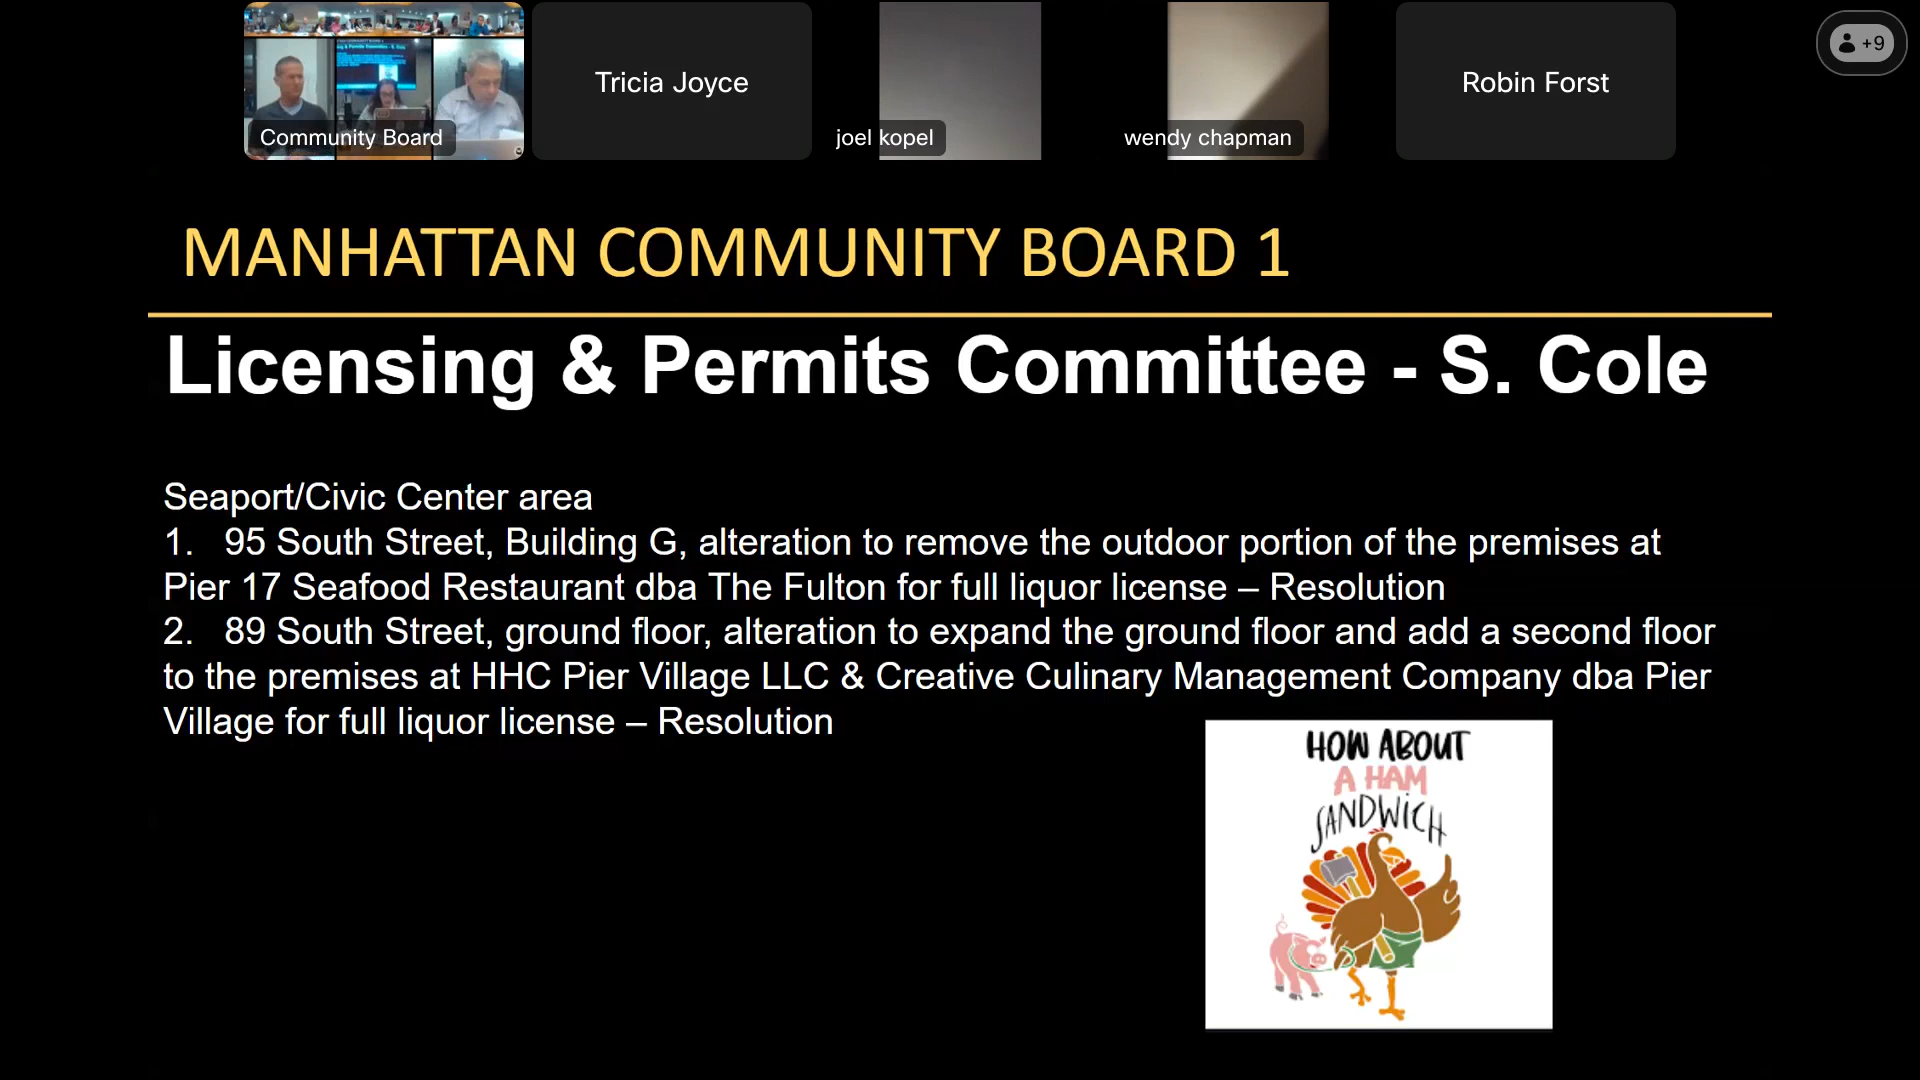 Community Board
Tricia Joyce
joel kopel
wendy chapman
Robin Forst
+9
MANHATTAN COMMUNITY BOARD 1
Licensing & Permits Committee - S. Cole
Seaport/Civic Center area
1. 95 South Street, Building G, alteration to remove the outdoor portion of the premises at
Pier 17 Seafood Restaurant dba The Fulton for full liquor license – Resolution
2. 89 South Street, ground floor, alteration to expand the ground floor and add a second floor
to the premises at HHC Pier Village LLC & Creative Culinary Management Company dba Pier
Village for full liquor license – Resolution
HOW ABOUT
A HAM
SANDWICH